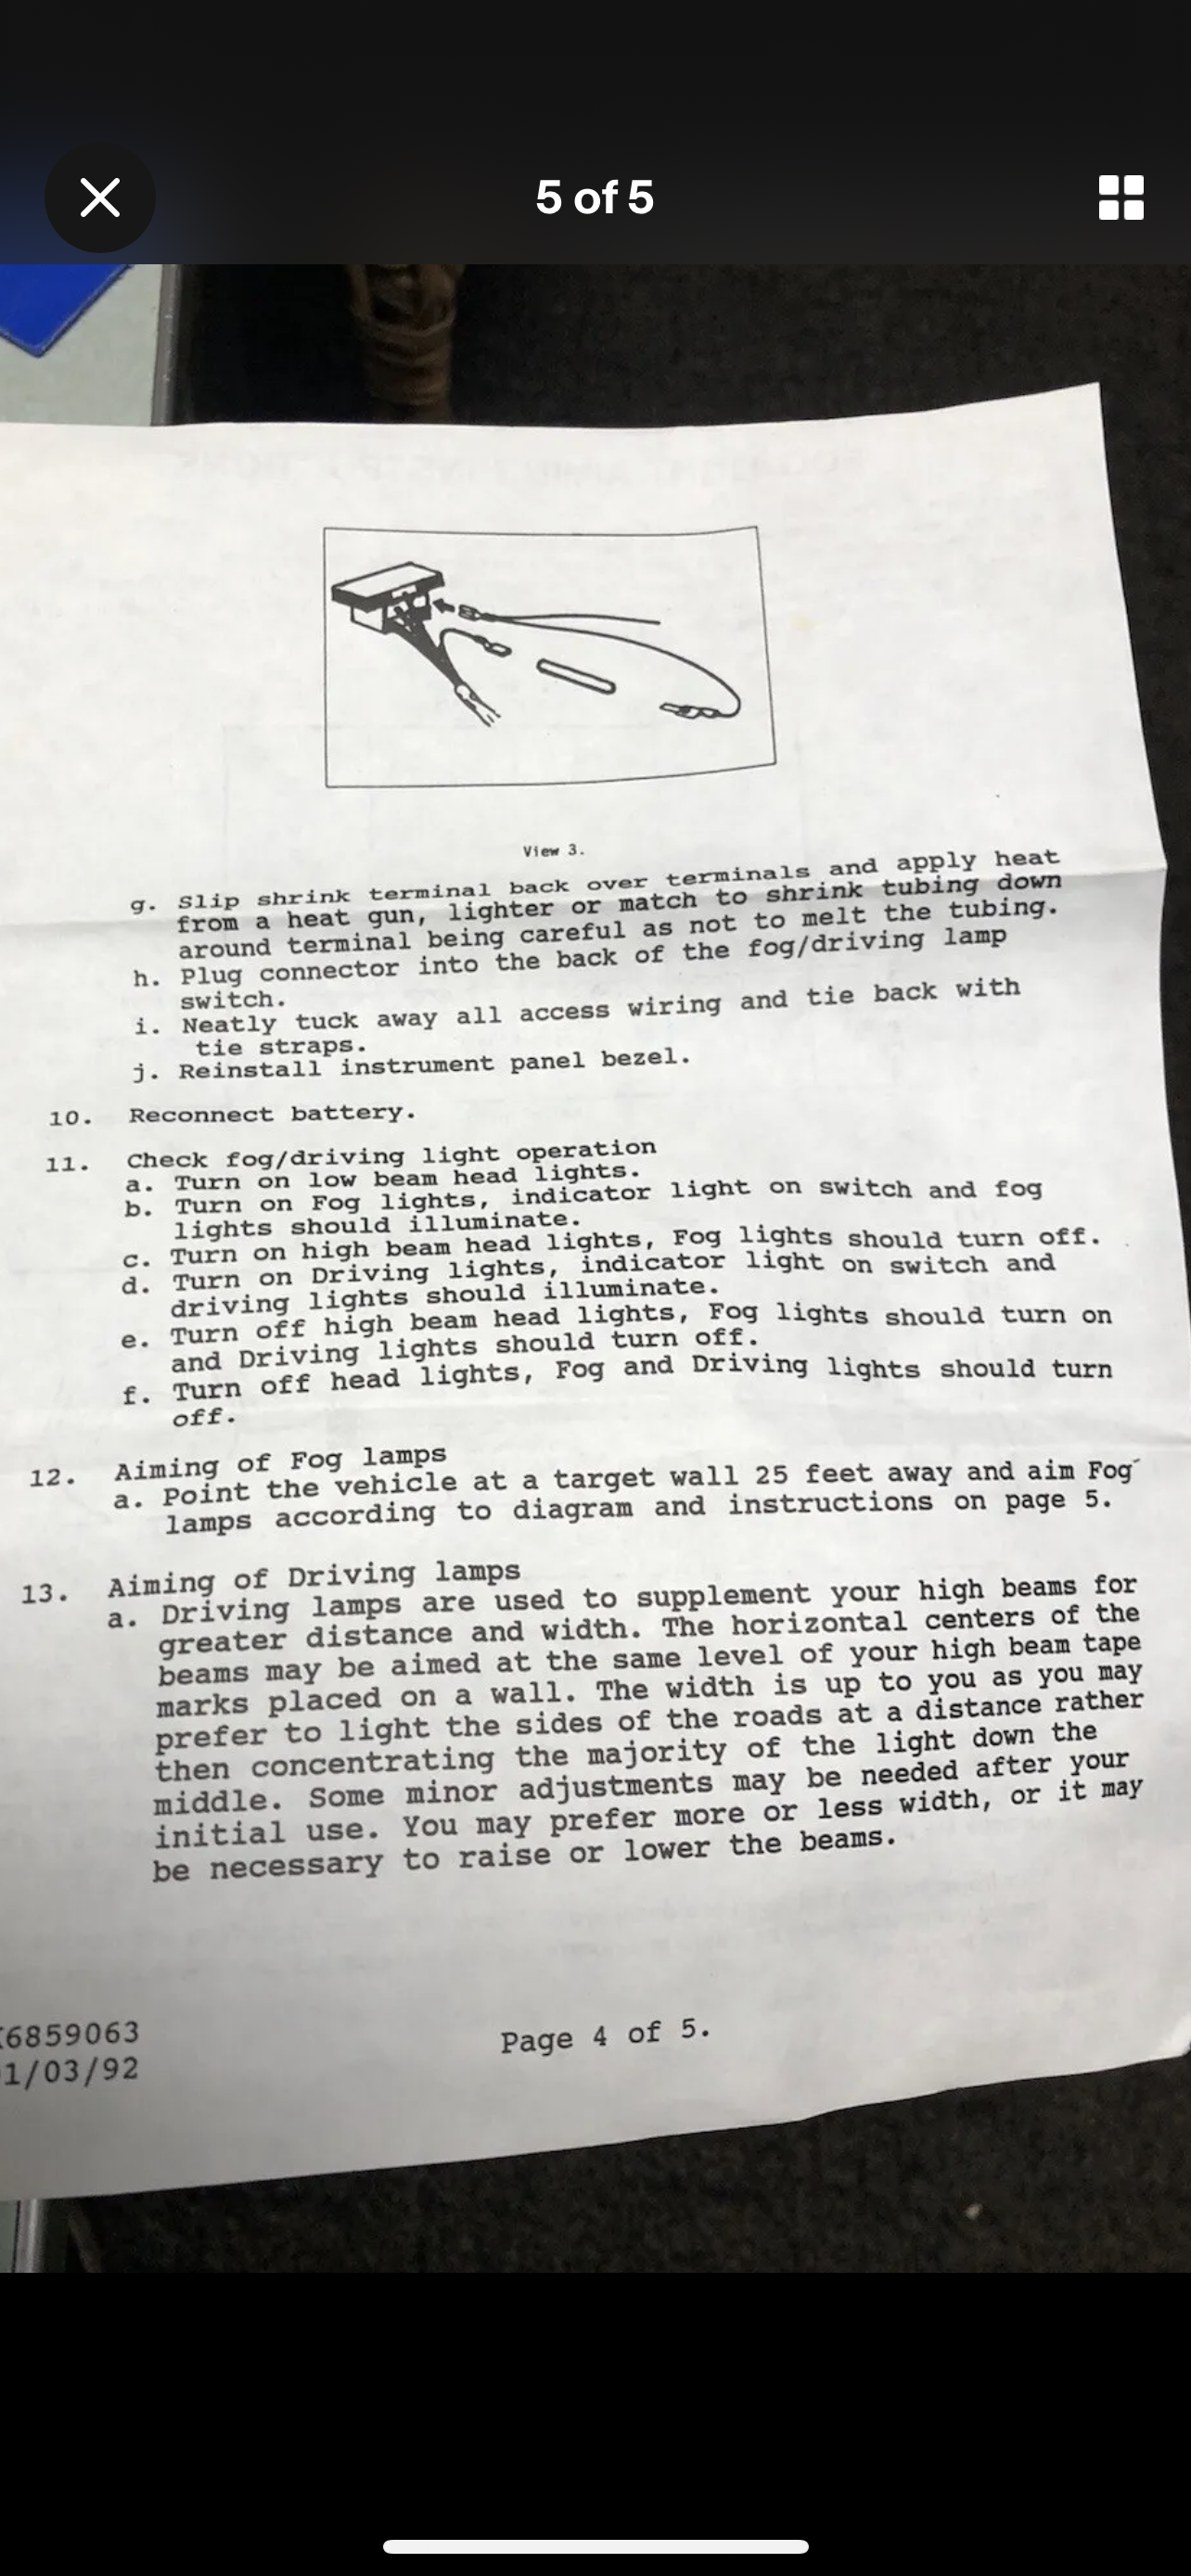 5 of 5
View 3.
g. Slip shrink terminal back over terminals and apply heat
from a heat gun, lighter or match to shrink tubing down
around terminal being careful as not to melt the tubing.
h. Plug connector into the back of the fog/driving lamp
switch.
i. Neatly tuck away all access wiring and tie back with
tie straps.
j. Reinstall instrument panel bezel.
10. Reconnect battery.
11. Check fog/driving light operation
a. Turn on low beam head lights.
b. Turn on Fog lights, indicator light on switch and fog
lights should illuminate.
c. Turn on high beam head lights, Fog lights should turn off.
d. Turn on Driving lights, indicator light on switch and
driving lights should illuminate.
e. Turn off high beam head lights, Fog lights should turn on
and Driving lights should turn off.
f. Turn off head lights, Fog and Driving lights should turn
off.
12. Aiming of Fog lamps
a. Point the vehicle at a target wall 25 feet away and aim Fog
lamps according to diagram and instructions on page 5.
13. Aiming of Driving lamps
a. Driving lamps are used to supplement your high beams for
greater distance and width. The horizontal centers of the
beams may be aimed at the same level of your high beam tape
marks placed on a wall. The width is up to you as you may
prefer to light the sides of the roads at a distance rather
then concentrating the majority of the light down the
middle. Some minor adjustments may be needed after your
initial use. You may prefer more or less width, or it may
be necessary to raise or lower the beams.
6859063
1/03/92
Page 4 of 5.